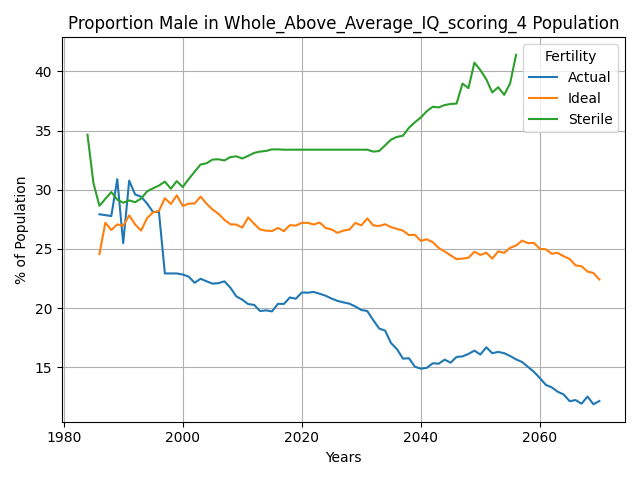 Proportion Male in Whole_Above_Average_IQ_scoring_4 Population
Fertility
Actual
Ideal
Sterile
% of Population
40
35
30
25
20
15
1980
2000
2020
2040
2060
Years